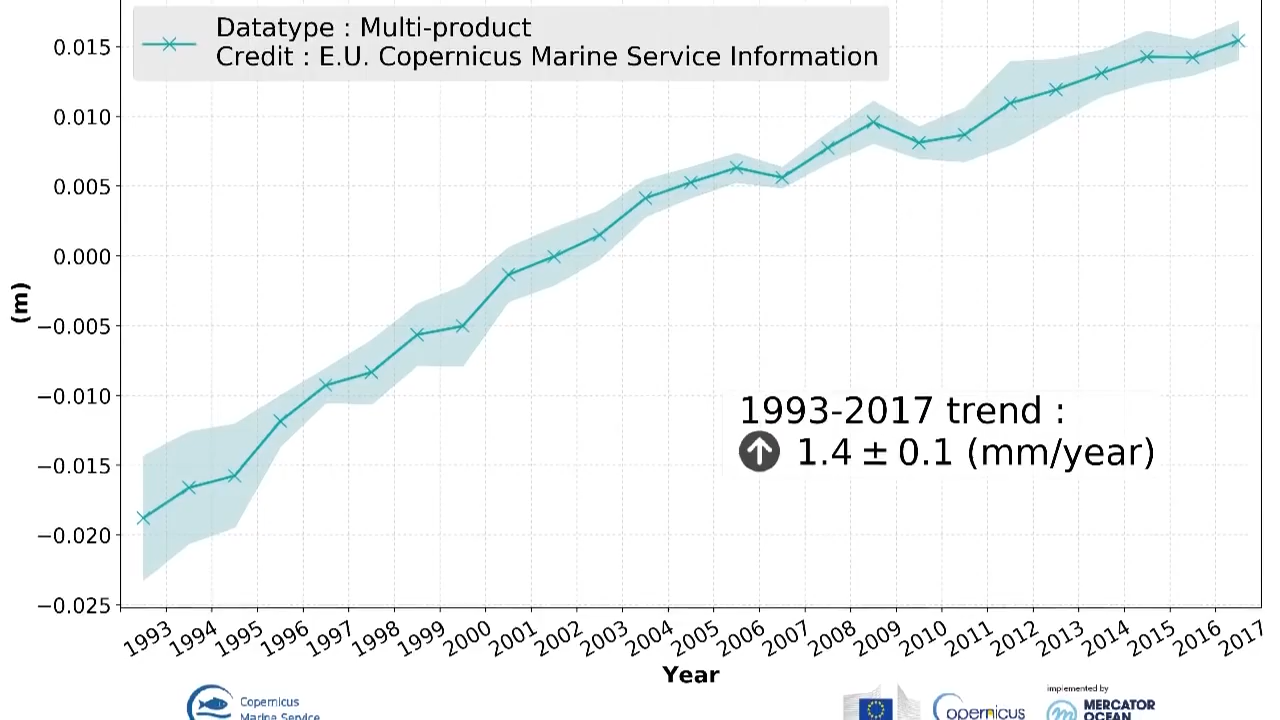 Datatype : Multi-product
Credit : E.U. Copernicus Marine Service Information
0.015
0.010
0.005
0.000
−0.005
−0.010
−0.015
−0.020
−0.025
(m)
1993-2017 trend :
1.4 ± 0.1 (mm/year)
1993 1994 1995 1996 1997 1998 1999 2000 2001 2002 2003 2004 2005 2006 2007 2008 2009 2010 2011 2012 2013 2014 2015 2016 2017
Year
Copernicus
Marine Service
opernicus
implemented by
MERCATOR
OCEAN